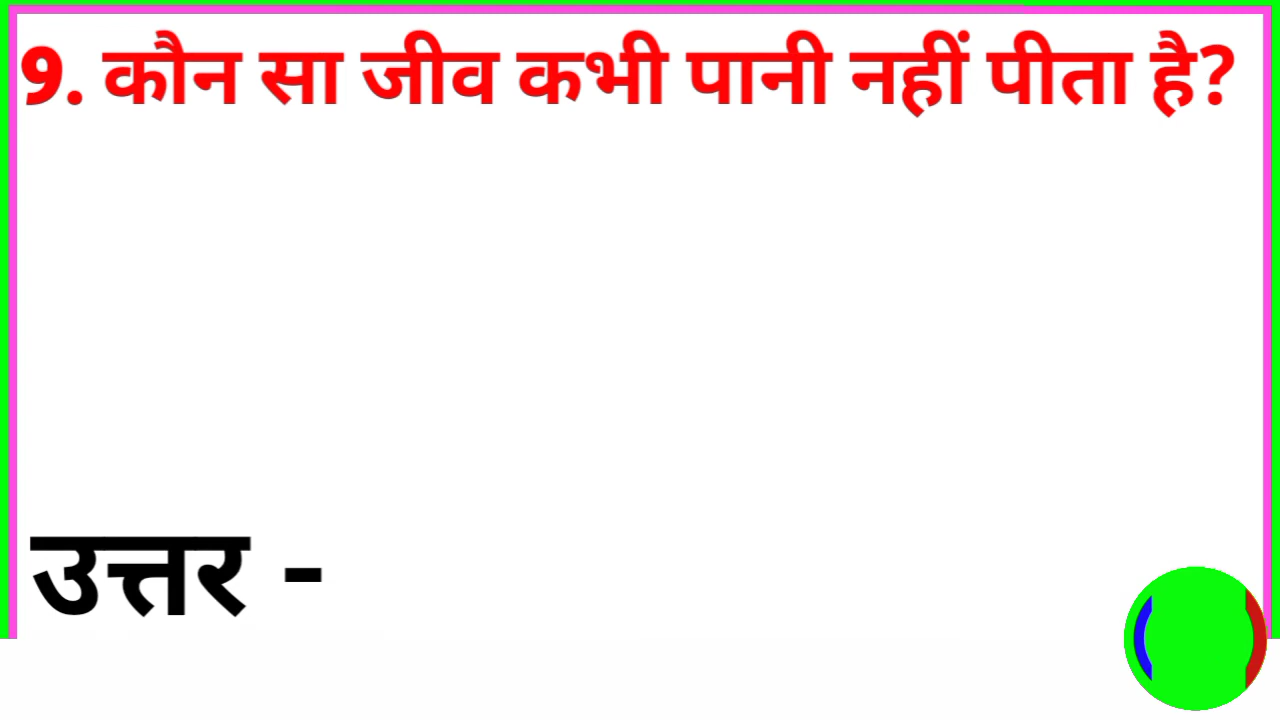 9. कौन सा जीव कभी पानी नहीं पीता है?
उत्तर -